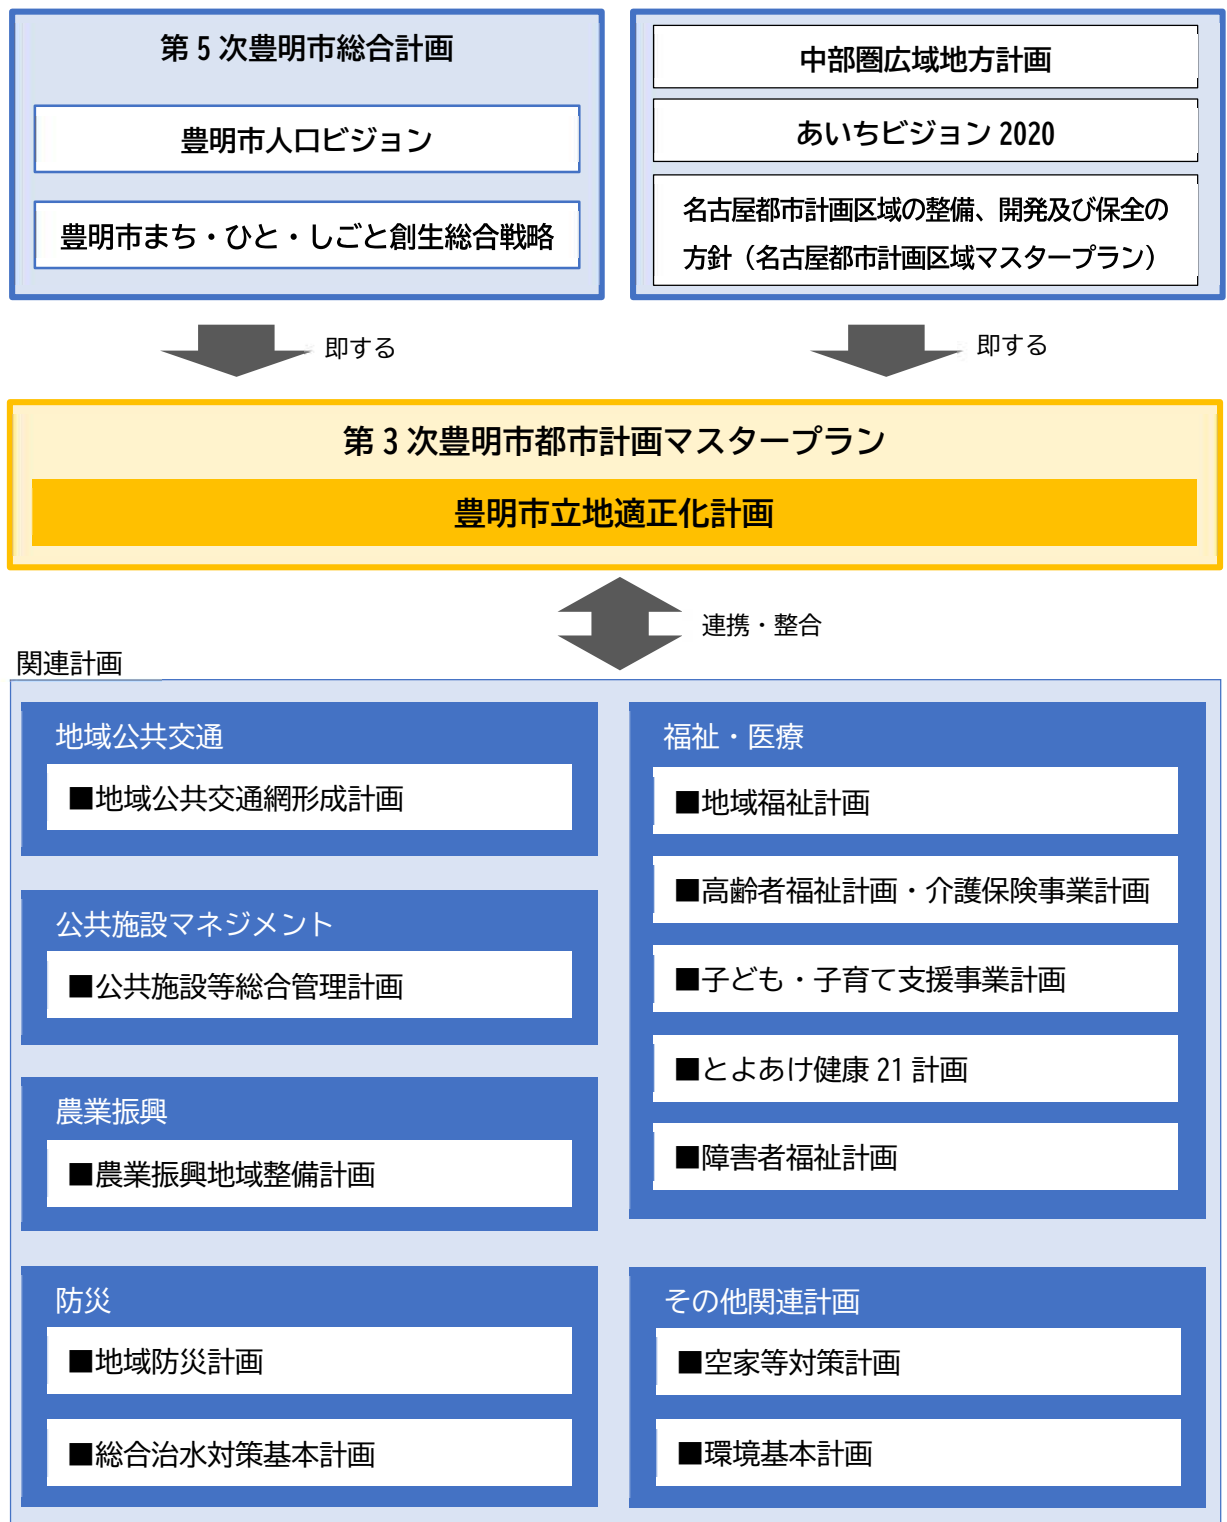 第5次豊明市総合計画
豊明市人口ビジョン
豊明市まち・ひと・しごと創生総合戦略
中部圏広域地方計画
あいちビジョン2020
名古屋都市計画区域の整備、開発及び保全の
方針（名古屋都市計画区域マスタープラン）
即する
即する
第3次豊明市都市計画マスタープラン
豊明市立地適正化計画
連携・整合
関連計画
地域公共交通
■地域公共交通網形成計画
公共施設マネジメント
■公共施設等総合管理計画
農業振興
■農業振興地域整備計画
防災
■地域防災計画
■総合治水対策基本計画
福祉・医療
■地域福祉計画
■高齢者福祉計画・介護保険事業計画
■子ども・子育て支援事業計画
■とよあけ健康21計画
■障害者福祉計画
その他関連計画
■空家等対策計画
■環境基本計画